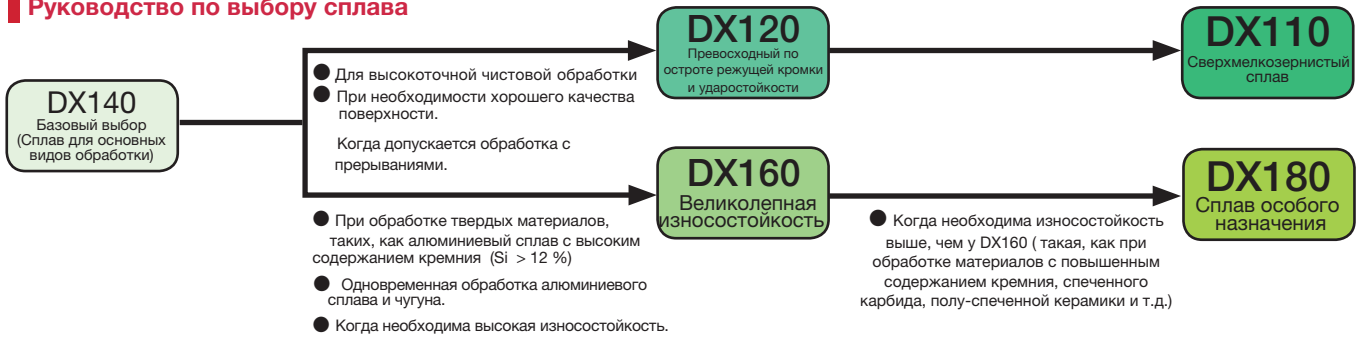 Руководство по выбору сплава
DX140
Базовый выбор
(Сплав для основных
видов обработки)
● Для высокоточной чистовой обработки
● При необходимости хорошего качества
поверхности.
Когда допускается обработка с
прерываниями.
DX120
Превосходный по
остроте режущей кромки
и ударостойкости
DX110
Сверхмелкозернистый
сплав
● При обработке твердых материалов,
таких, как алюминиевый сплав с высоким
содержанием кремния (Si > 12 %)
● Одновременная обработка алюминиевого
сплава и чугуна.
● Когда необходима высокая износостойкость.
DX160
Великолепная
износостойкость
● Когда необходима износостойкость
выше, чем у DX160 ( такая, как при
обработке материалов с повышенным
содержанием кремния, спеченного
карбида, полу-спеченной керамики и т.д.)
DX180
Сплав особого
назначения